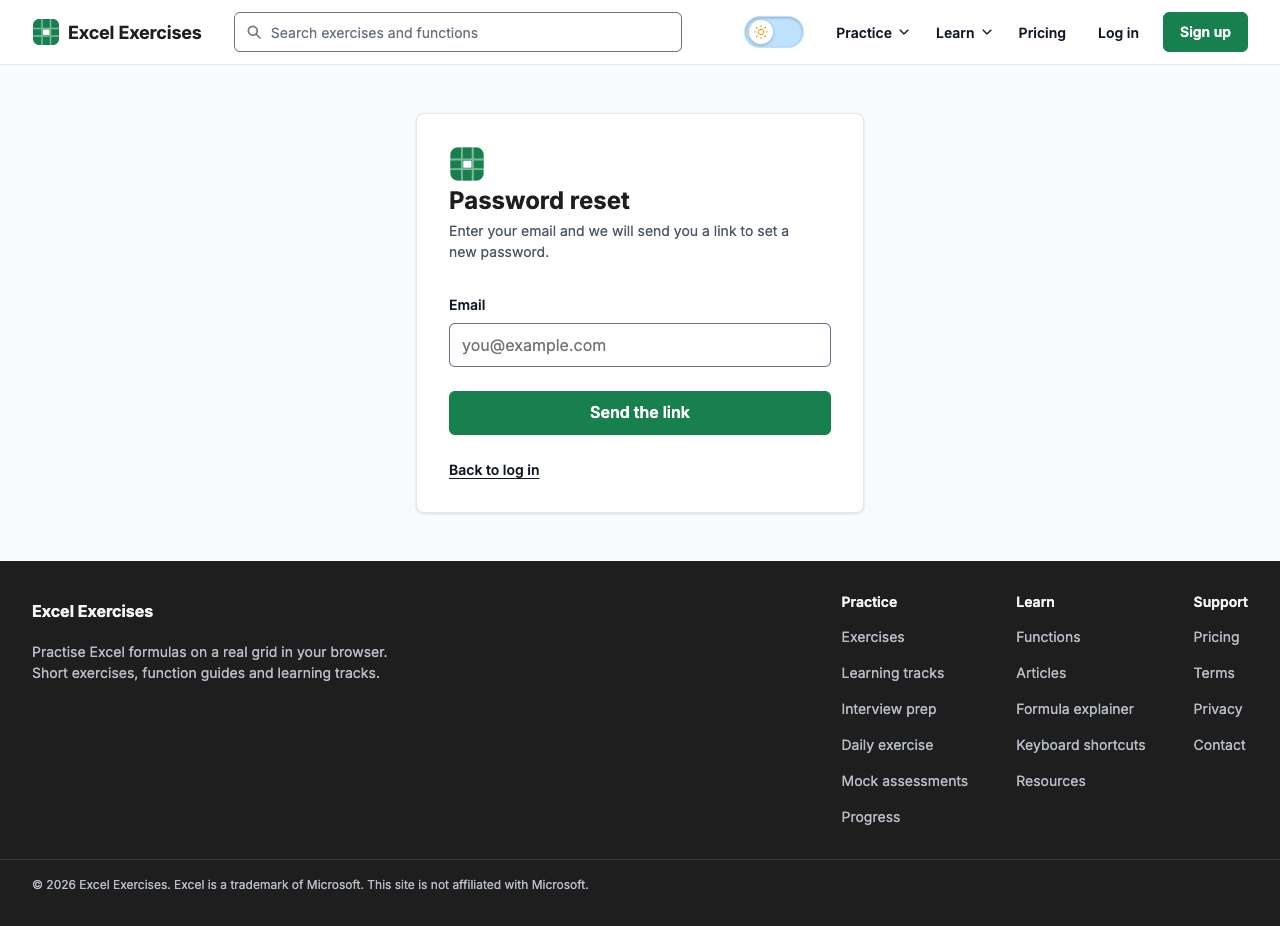 Excel Exercises
Search exercises and functions
Practice
Learn
Pricing
Log in
Sign up
Password reset
Enter your email and we will send you a link to set a
new password.
Email
you@example.com
Send the link
Back to log in
Excel Exercises
Practise Excel formulas on a real grid in your browser.
Short exercises, function guides and learning tracks.
Practice
Exercises
Learning tracks
Interview prep
Daily exercise
Mock assessments
Progress
Learn
Functions
Articles
Formula explainer
Keyboard shortcuts
Resources
Support
Pricing
Terms
Privacy
Contact
© 2026 Excel Exercises. Excel is a trademark of Microsoft. This site is not affiliated with Microsoft.